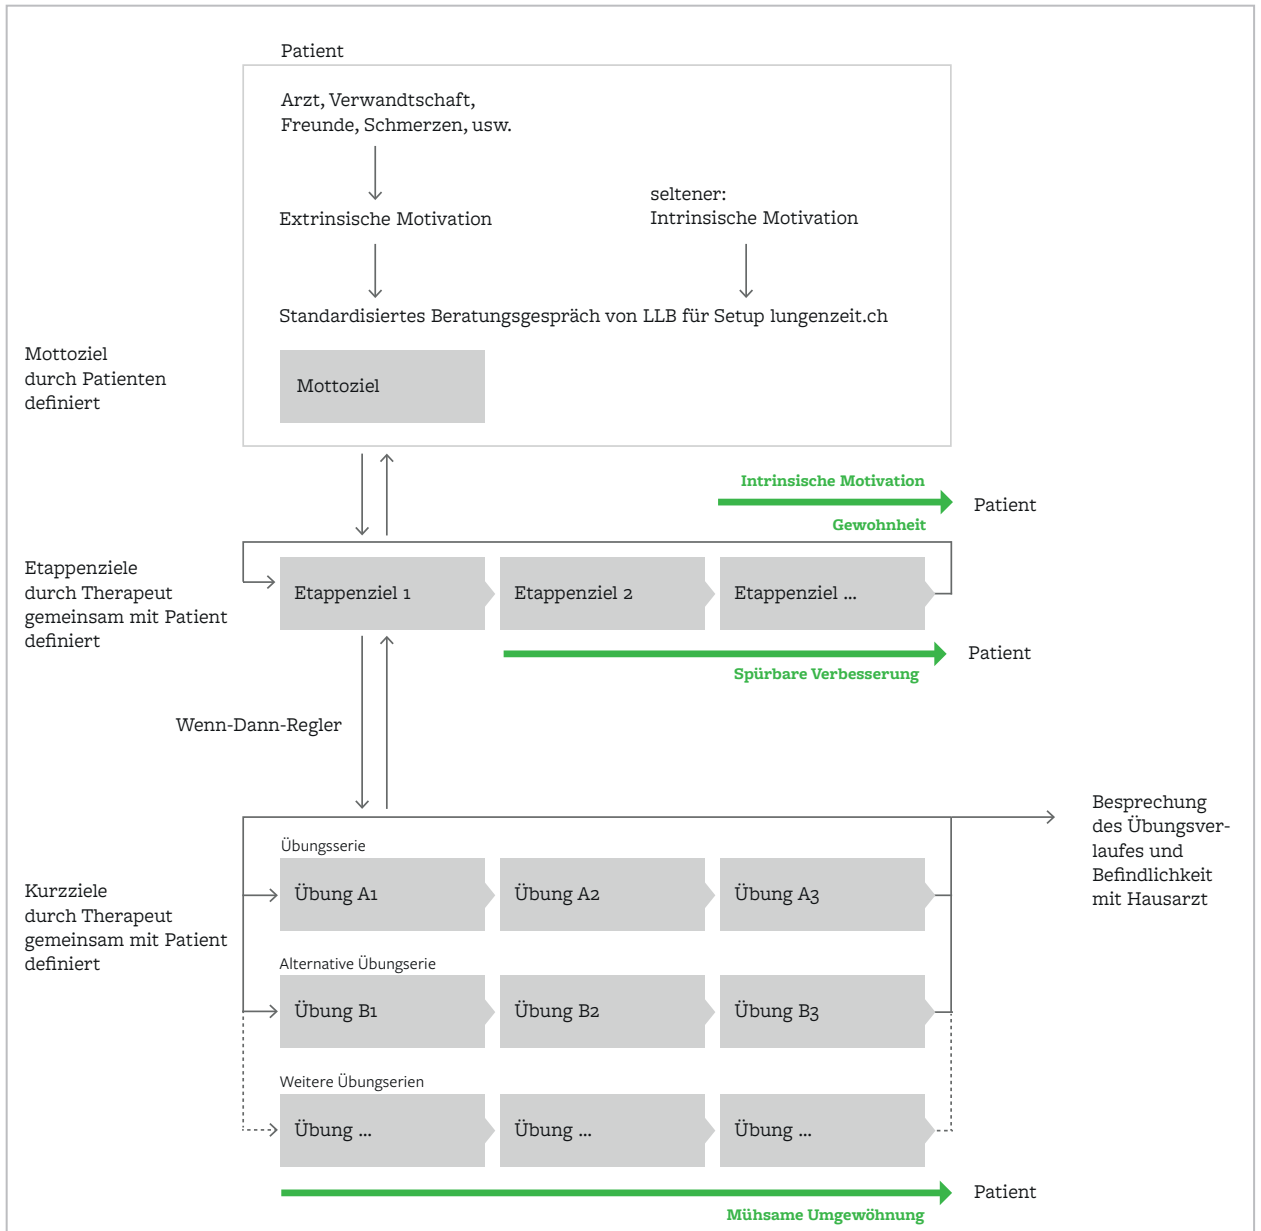 Patient
Arzt, Verwandtschaft,
Freunde, Schmerzen, usw.
Extrinsische Motivation
seltener:
Intrinsische Motivation
Standardisiertes Beratungsgespräch von LLB für Setup lungenzeit.ch
Mottoziel
durch Patienten
definiert
Mottoziel
Intrinsische Motivation
Gewohnheit
Patient
Etappenziele
durch Therapeut
gemeinsam mit Patient
definiert
Etappenziel 1
Etappenziel 2
Etappenziel ...
Spürbare Verbesserung
Patient
Wenn-Dann-Regler
Besprechung
des Übungsver-
laufes und
Befindlichkeit
mit Hausarzt
Kurzziele
durch Therapeut
gemeinsam mit Patient
definiert
Übungsserie
Übung A1
Übung A2
Übung A3
Alternative Übungserie
Übung B1
Übung B2
Übung B3
Weitere Übungserien
Übung ...
Übung ...
Übung ...
Patient
Mühsame Umgewöhnung